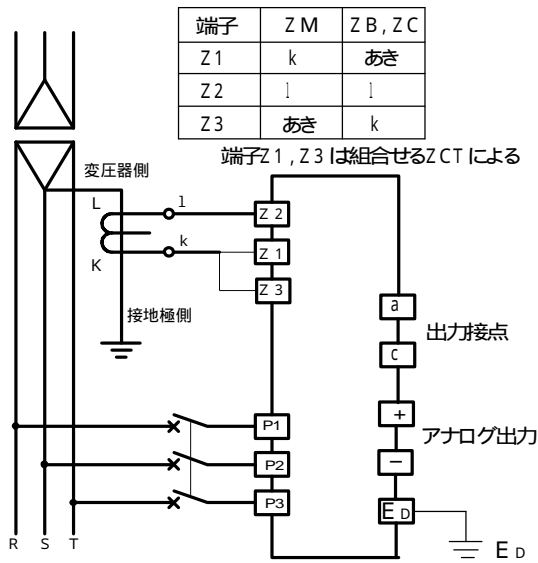 端子 ZM ZB,ZC
Z1 k あき
Z2 l l
Z3 あき k
端子Z1,Z3は組合せるZCTによる
変圧器側
L
l
Z2
k
Z1
K
Z3
接地極側
a
出力接点
c
P1
+
アナログ出力
P2
−
P3
ED
R S T
ED